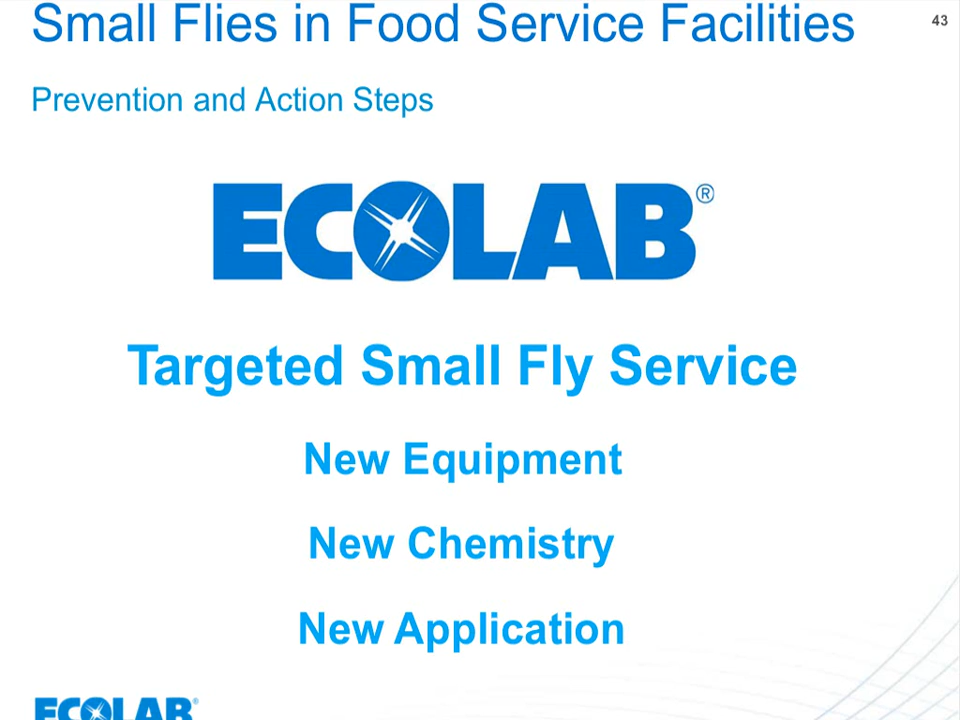 Small Flies in Food Service Facilities
43
Prevention and Action Steps
ECOLAB®
Targeted Small Fly Service
New Equipment
New Chemistry
New Application
ECOLAB®